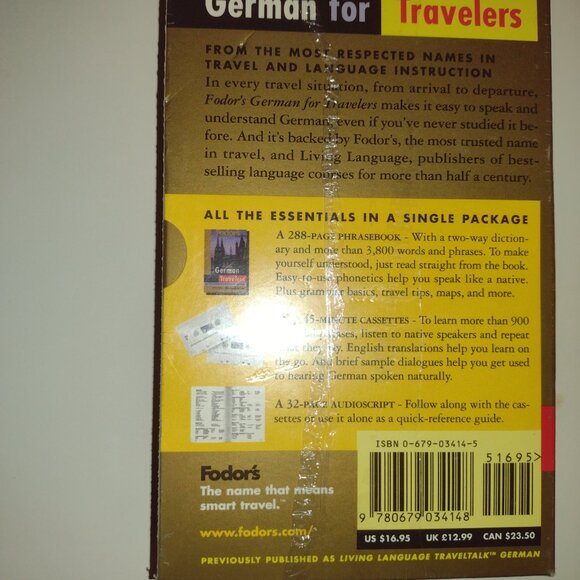 German for Travelers
FROM THE MOST RESPECTED NAMES IN
TRAVEL AND LANGUAGE INSTRUCTION
In every travel situation, from arrival to departure,
Fodor's German for Travelers makes it easy to speak and
understand German, even if you've never studied it be-
fore. And it's backed by Fodor's, the most trusted name
in travel, and Living Language, publishers of best-
selling language courses for more than half a century.
ALL THE ESSENTIALS IN A SINGLE PACKAGE
A 288-PAGE PHRASEBOOK - With a two-way diction-
ary and more than 3,800 words and phrases. To make
yourself understood, just read straight from the book.
Easy-to-use phonetics help you speak like a native.
Plus grammar basics, travel tips, maps, and more.
German
Travelers
45-MINUTE CASSETTES - To learn more than 900
phrases, listen to native speakers and repeat
what they say. English translations help you learn on
the go. And brief sample dialogues help you get used
to hearing German spoken naturally.
A 32-PAGE AUDIOSCRIPT - Follow along with the cas-
settes or use it alone as a quick-reference guide.
Fodor's
The name that means
smart travel.™
www.fodors.com/
ISBN 0-679-03414-5
51695>
9 780679 034148
US $16.95 UK £12.99 CAN $23.50
PREVIOUSLY PUBLISHED AS LIVING LANGUAGE TRAVELTALK™ GERMAN